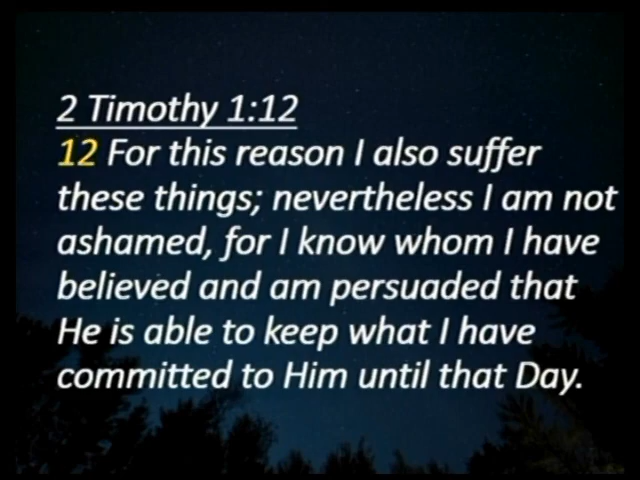 2 Timothy 1:12
12 For this reason I also suffer
these things; nevertheless I am not
ashamed, for I know whom I have
believed and am persuaded that
He is able to keep what I have
committed to Him until that Day.